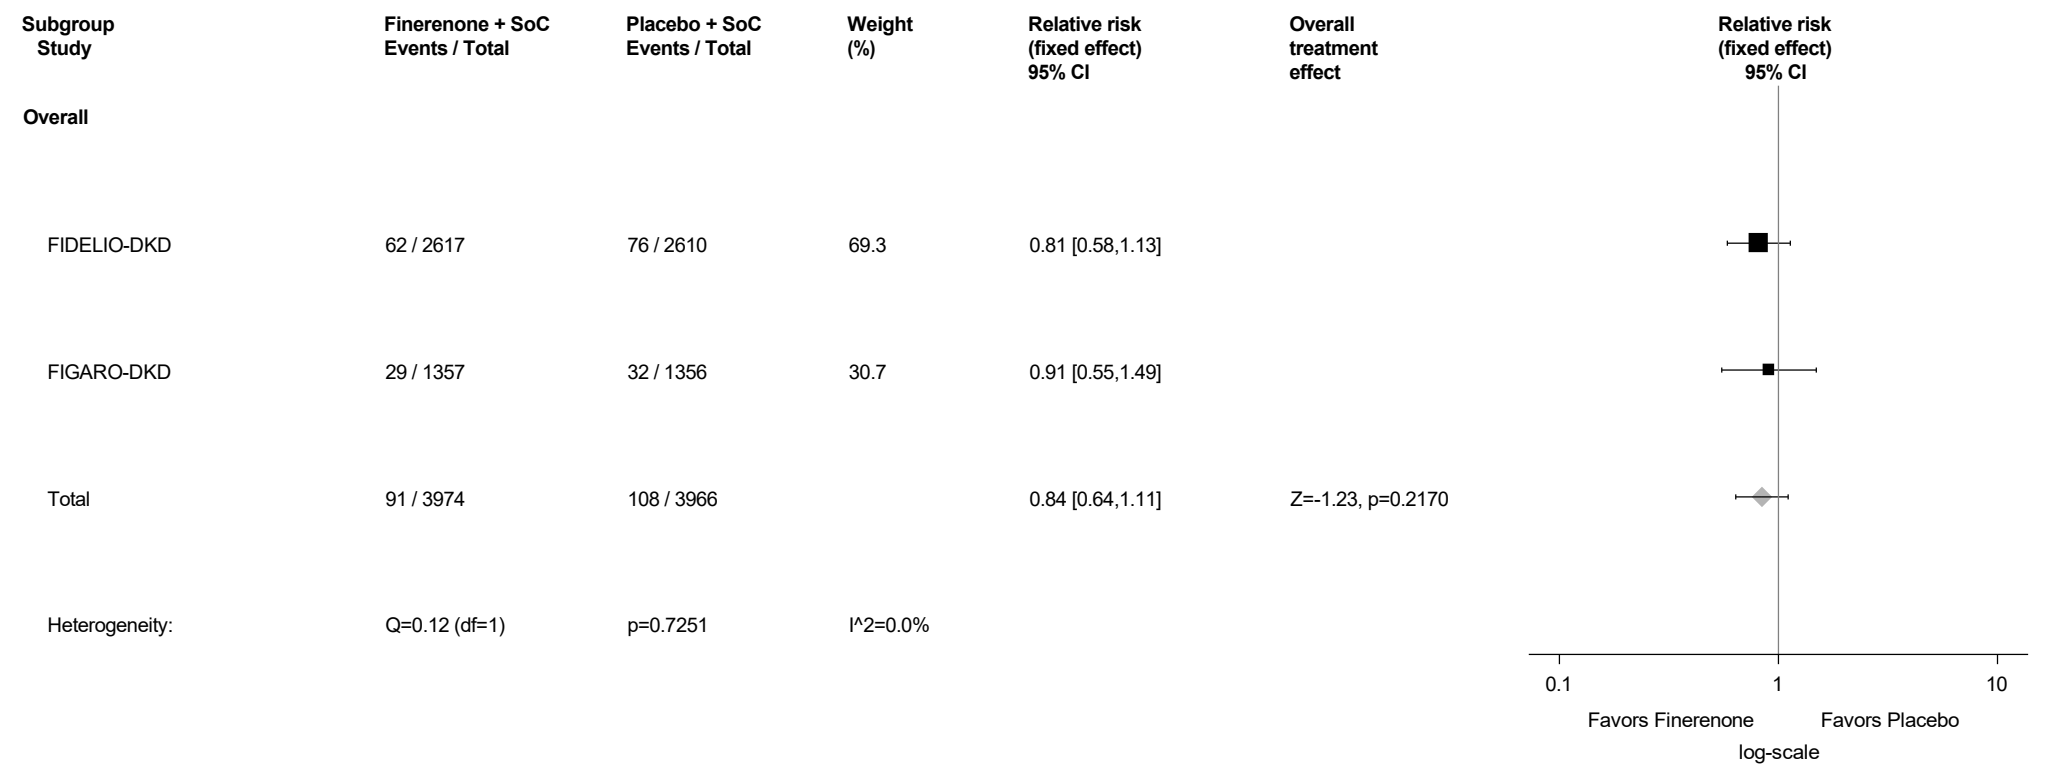 Subgroup Finerenone + SoC Placebo + SoC Weight Relative risk Overall Relative risk
Study Events / Total Events / Total (%) (fixed effect) treatment (fixed effect)
95% CI effect 95% CI
Overall
FIDELIO-DKD 62 / 2617 76 / 2610 69.3 0.81 [0.58,1.13]
FIGARO-DKD 29 / 1357 32 / 1356 30.7 0.91 [0.55,1.49]
Total 91 / 3974 108 / 3966 0.84 [0.64,1.11] Z=-1.23, p=0.2170
Heterogeneity: Q=0.12 (df=1) p=0.7251 I^2=0.0%
0.1 1 10
Favors Finerenone Favors Placebo
log-scale